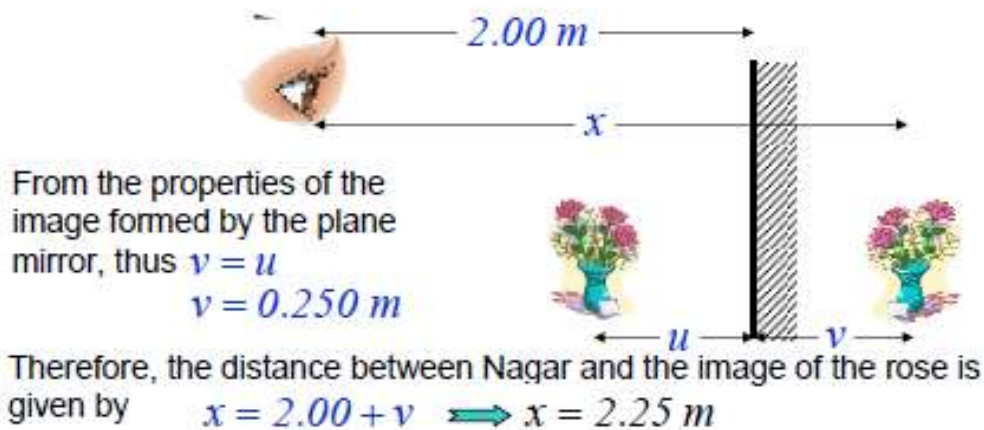 2.00 m
x
From the properties of the
image formed by the plane
mirror, thus v = u
v = 0.250 m
u
v
Therefore, the distance between Nagar and the image of the rose is
given by x = 2.00 + v ⇒ x = 2.25 m